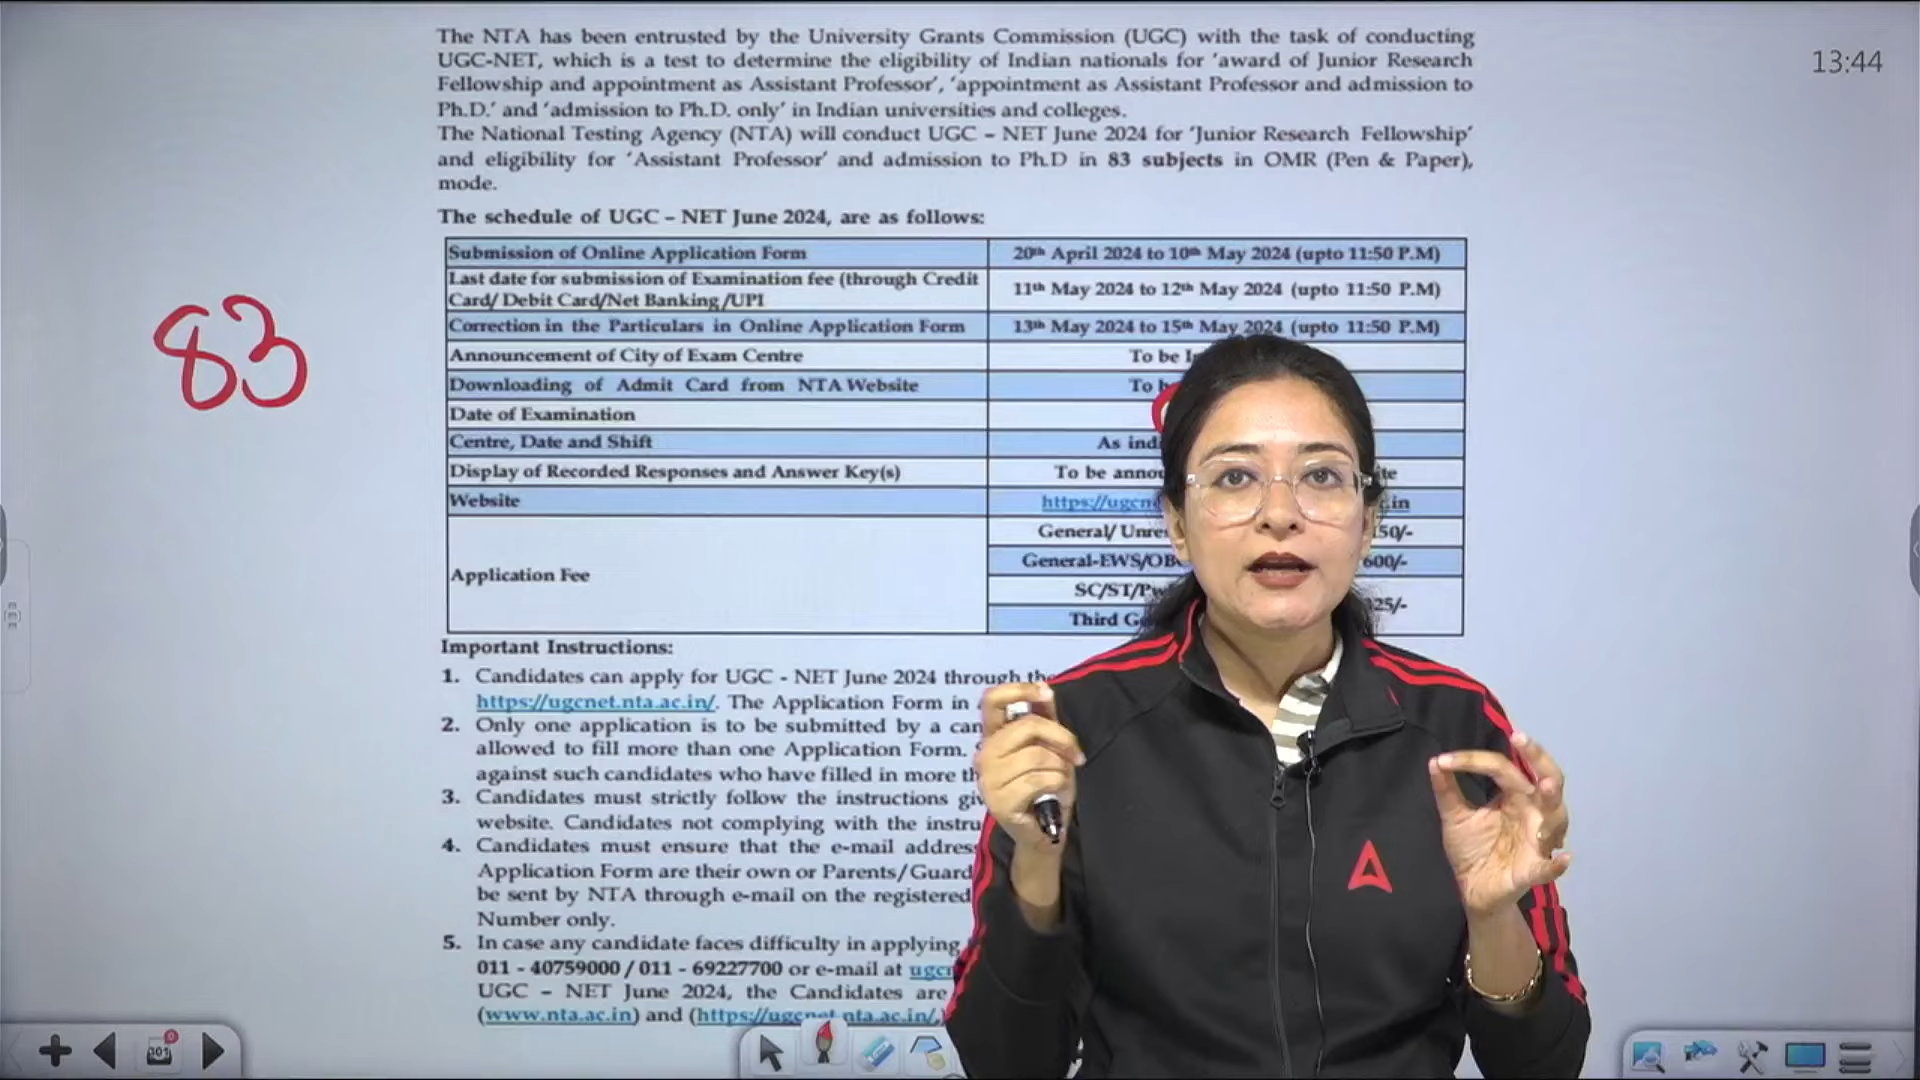 The NTA has been entrusted by the University Grants Commission (UGC) with the task of conducting
UGC-NET, which is a test to determine the eligibility of Indian nationals for 'award of Junior Research
Fellowship and appointment as Assistant Professor', 'appointment as Assistant Professor and admission to
Ph.D.' and 'admission to Ph.D. only' in Indian universities and colleges.
The National Testing Agency (NTA) will conduct UGC – NET June 2024 for 'Junior Research Fellowship'
and eligibility for 'Assistant Professor' and admission to Ph.D in 83 subjects in OMR (Pen & Paper),
mode.
13:44
The schedule of UGC – NET June 2024, are as follows:
83
Submission of Online Application Form 20th April 2024 to 10th May 2024 (upto 11:50 P.M)
Last date for submission of Examination fee (through Credit
Card/ Debit Card/Net Banking /UPI 11th May 2024 to 12th May 2024 (upto 11:50 P.M)
Correction in the Particulars in Online Application Form 13th May 2024 to 15th May 2024 (upto 11:50 P.M)
Announcement of City of Exam Centre To be
Downloading of Admit Card from NTA Website To
Date of Examination
Centre, Date and Shift As
Display of Recorded Responses and Answer Key(s) To be
Website
Application Fee
General/
General-EWS/ 600/-
Third
Important Instructions:
1. Candidates can apply for UGC - NET June 2024 through the
https://ugcnet.nta.ac.in/. The Application Form in
2. Only one application is to be submitted by a
allowed to fill more than one Application Form.
against such candidates who have filled in more
3. Candidates must strictly follow the instructions
website. Candidates not complying with the
4. Candidates must ensure that the e-mail
Application Form are their own or
be sent by NTA through e-mail on the registered
Number only.
5. In case any candidate faces difficulty in applying
011 - 40759000 / 011 - 69227700 or e-mail at
UGC – NET June 2024, the Candidates are
(www.nta.ac.in) and (https://ugcnet.nta.ac.in/,)
301